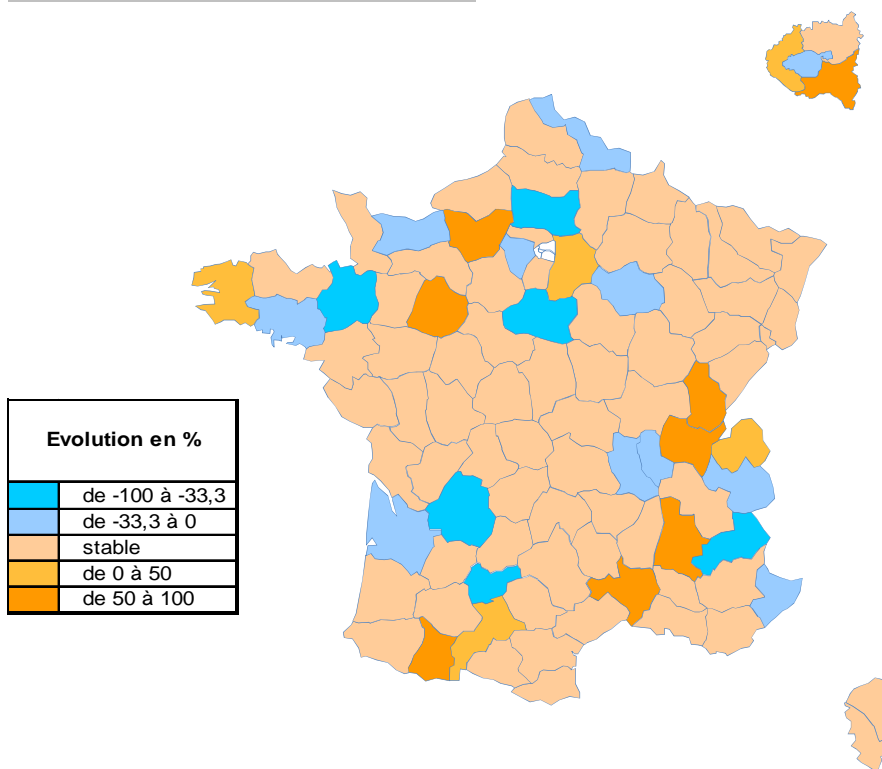 Evolution en %
de -100 à -33,3
de -33,3 à 0
stable
de 0 à 50
de 50 à 100